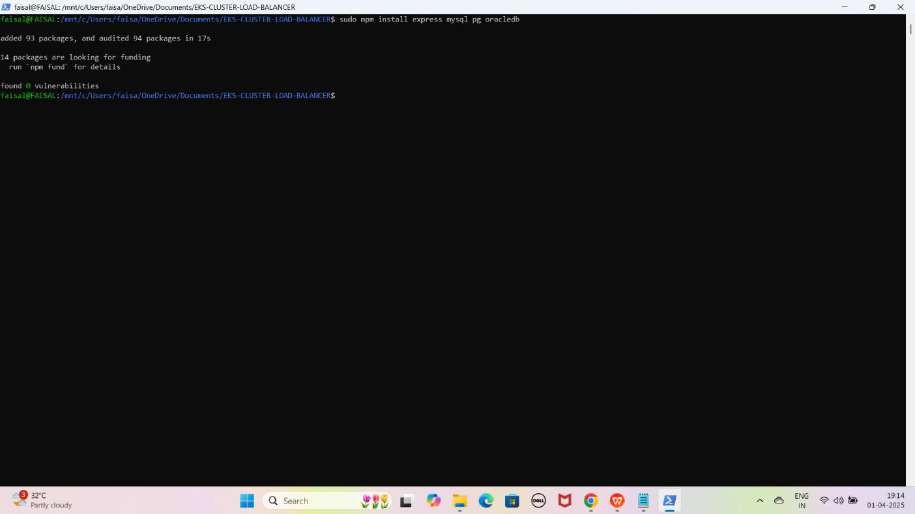 faisal@FAISAL: /mnt/c/Users/faisa/OneDrive/Documents/EKS-CLUSTER-LOAD-BALANCER
faisal@FAISAL:/mnt/c/Users/faisa/OneDrive/Documents/EKS-CLUSTER-LOAD-BALANCER$ sudo npm install express mysql pg oracledb
added 93 packages, and audited 94 packages in 17s
14 packages are looking for funding
  run `npm fund` for details
found 0 vulnerabilities
faisal@FAISAL:/mnt/c/Users/faisa/OneDrive/Documents/EKS-CLUSTER-LOAD-BALANCER$
3
32°C
Partly cloudy
Search
DELL
W
ENG
IN
19:14
01-04-2025